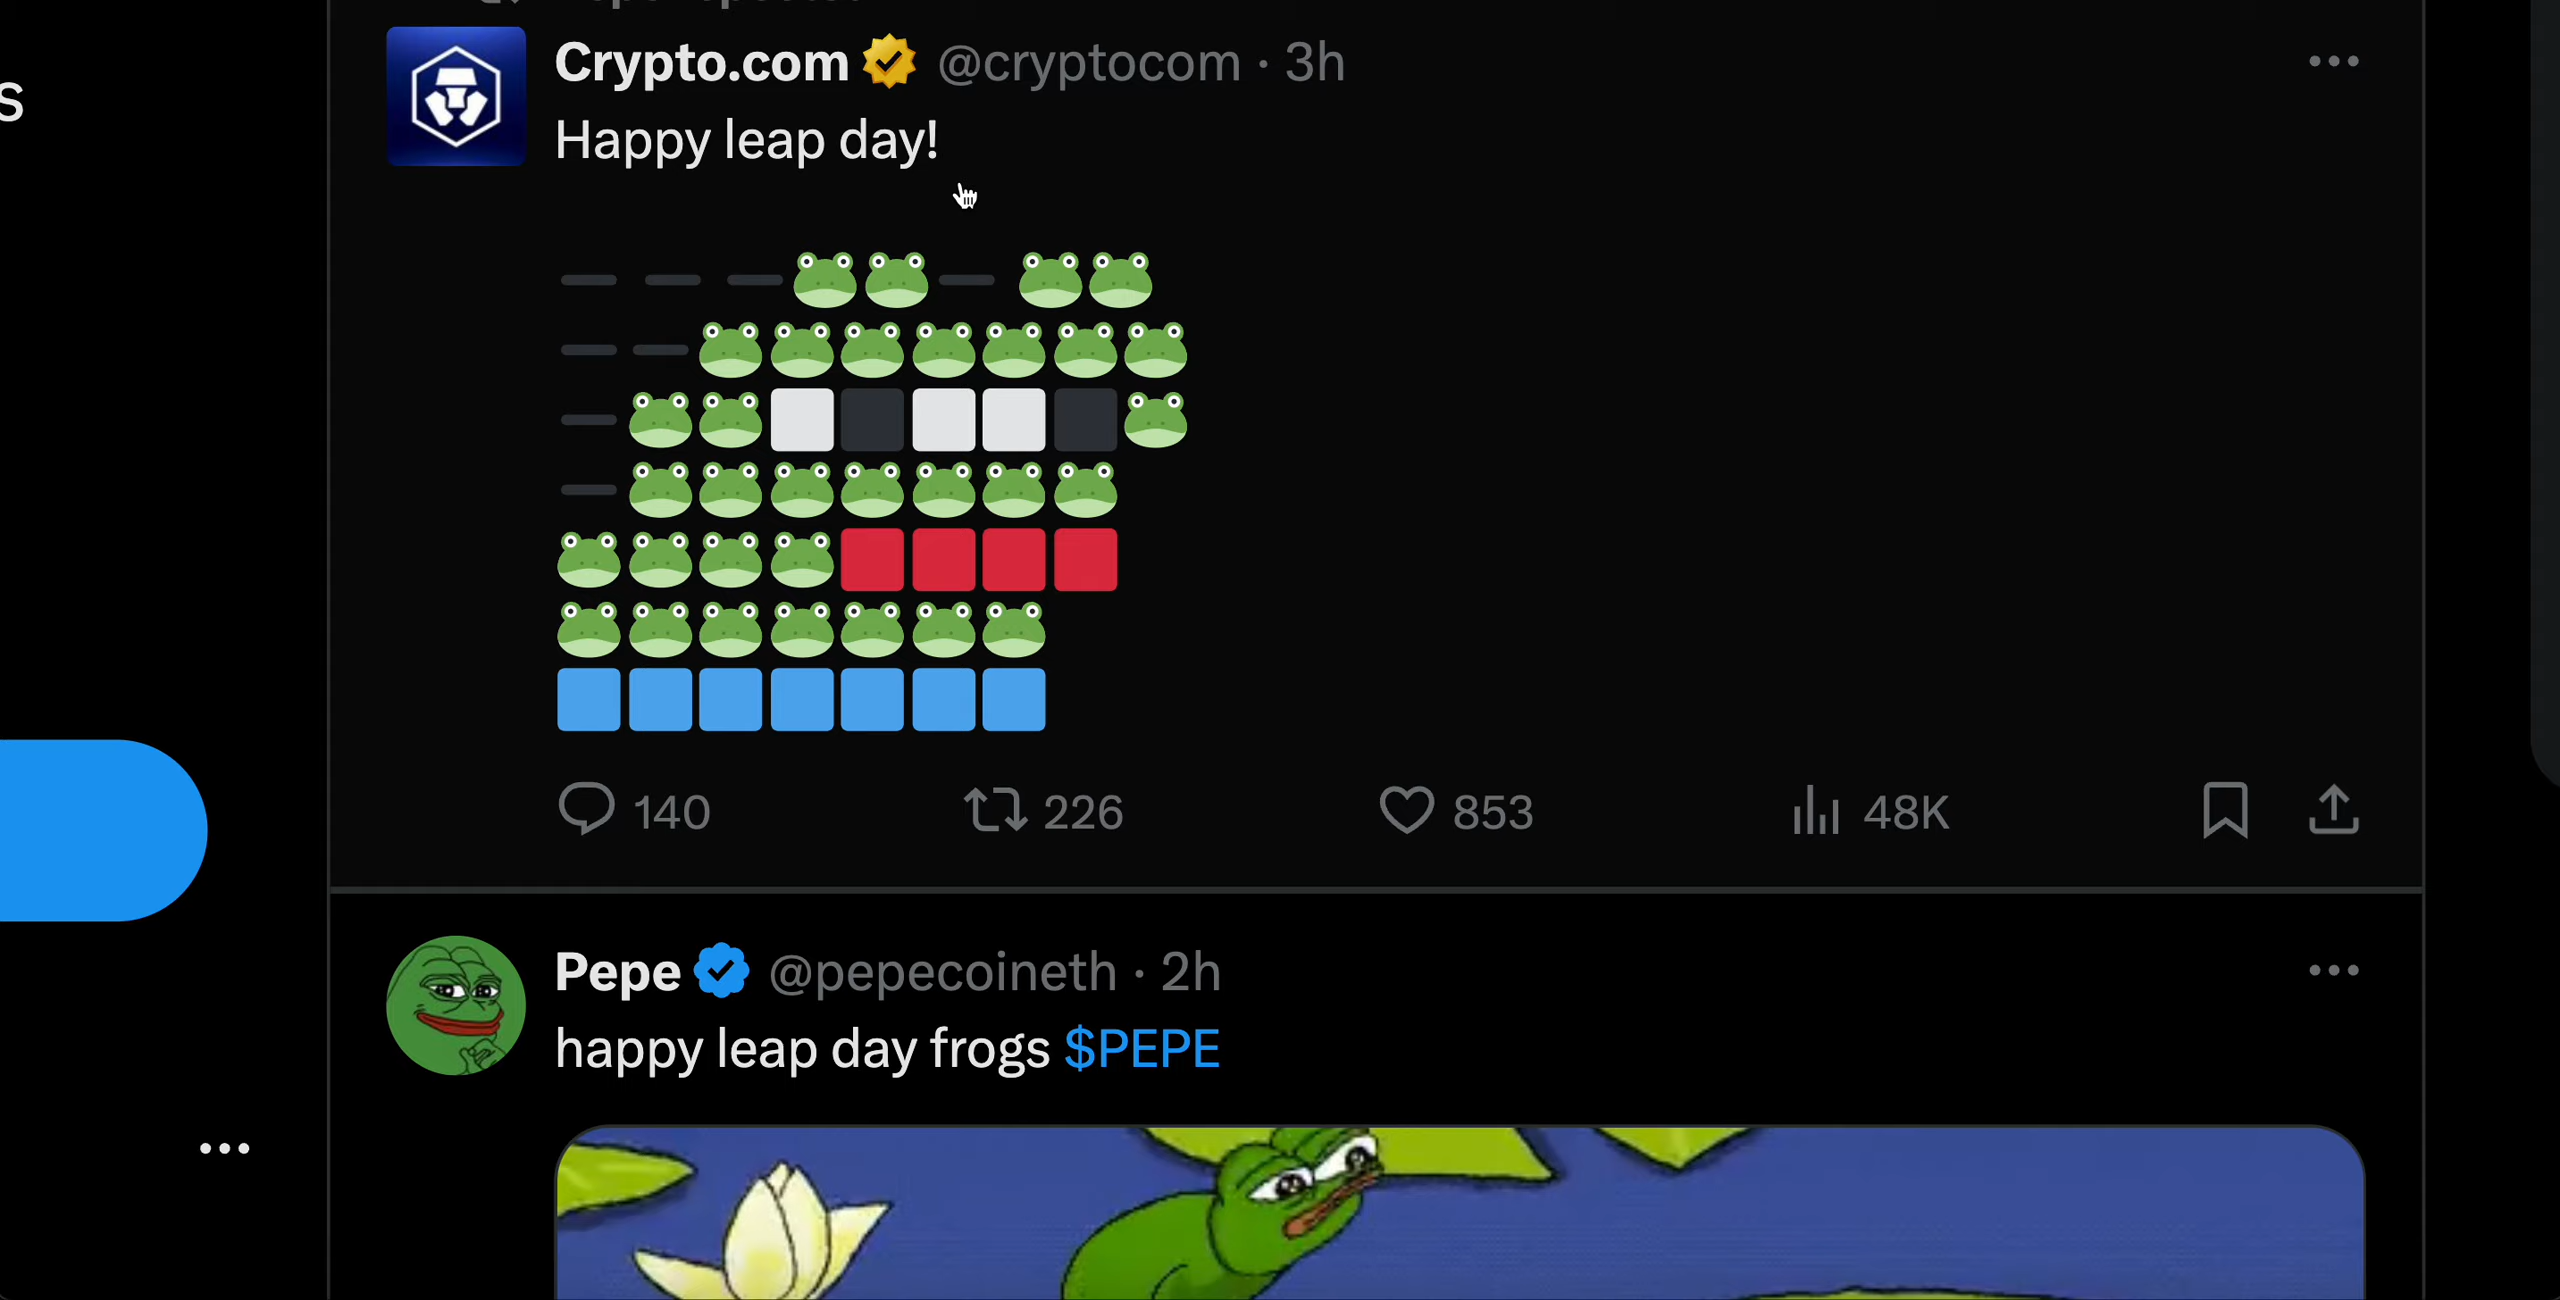 Crypto.com @cryptocom · 3h
Happy leap day!
140 226 853 48K
Pepe @pepecoineth · 2h
happy leap day frogs $PEPE